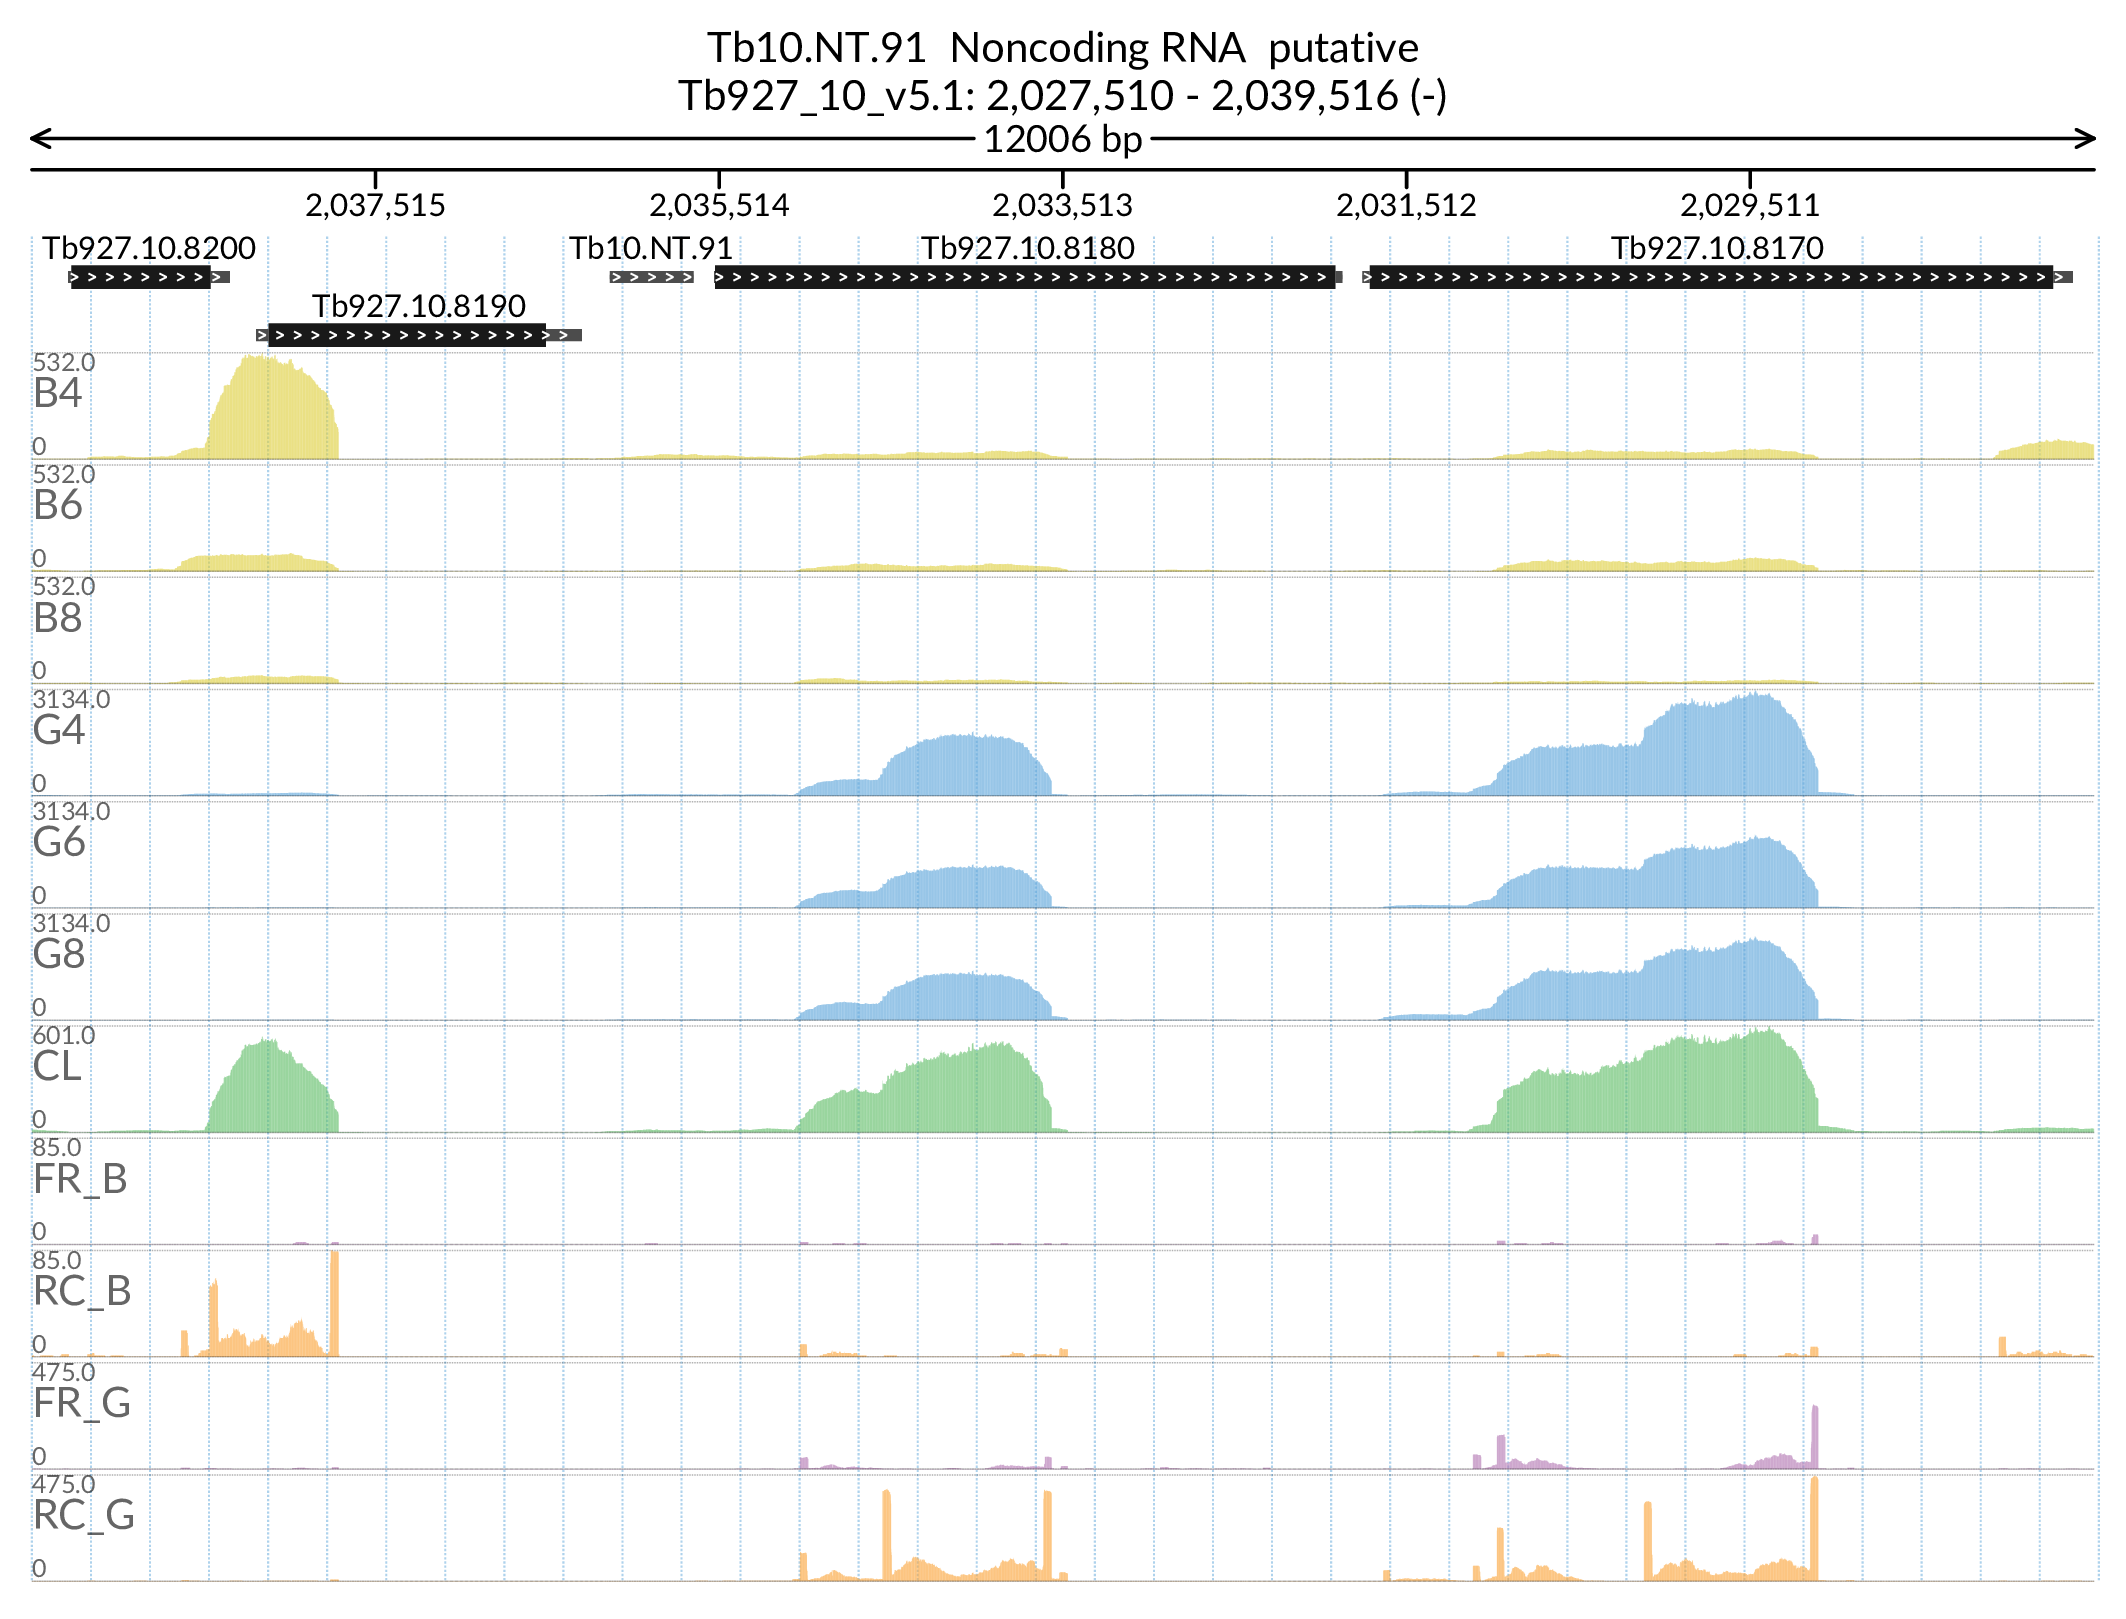 Tb10.NT.91 Noncoding RNA putative
Tb927_10_v5.1: 2,027,510 - 2,039,516 (-)
12006 bp
2,037,515 2,035,514 2,033,513 2,031,512 2,029,511
Tb927.10.8200 Tb10.NT.91 Tb927.10.8180 Tb927.10.8170
Tb927.10.8190
532.0
B4
0
532.0
B6
0
532.0
B8
0
3134.0
G4
0
3134.0
G6
0
3134.0
G8
0
601.0
CL
0
85.0
FR_B
0
85.0
RC_B
0
475.0
FR_G
0
475.0
RC_G
0